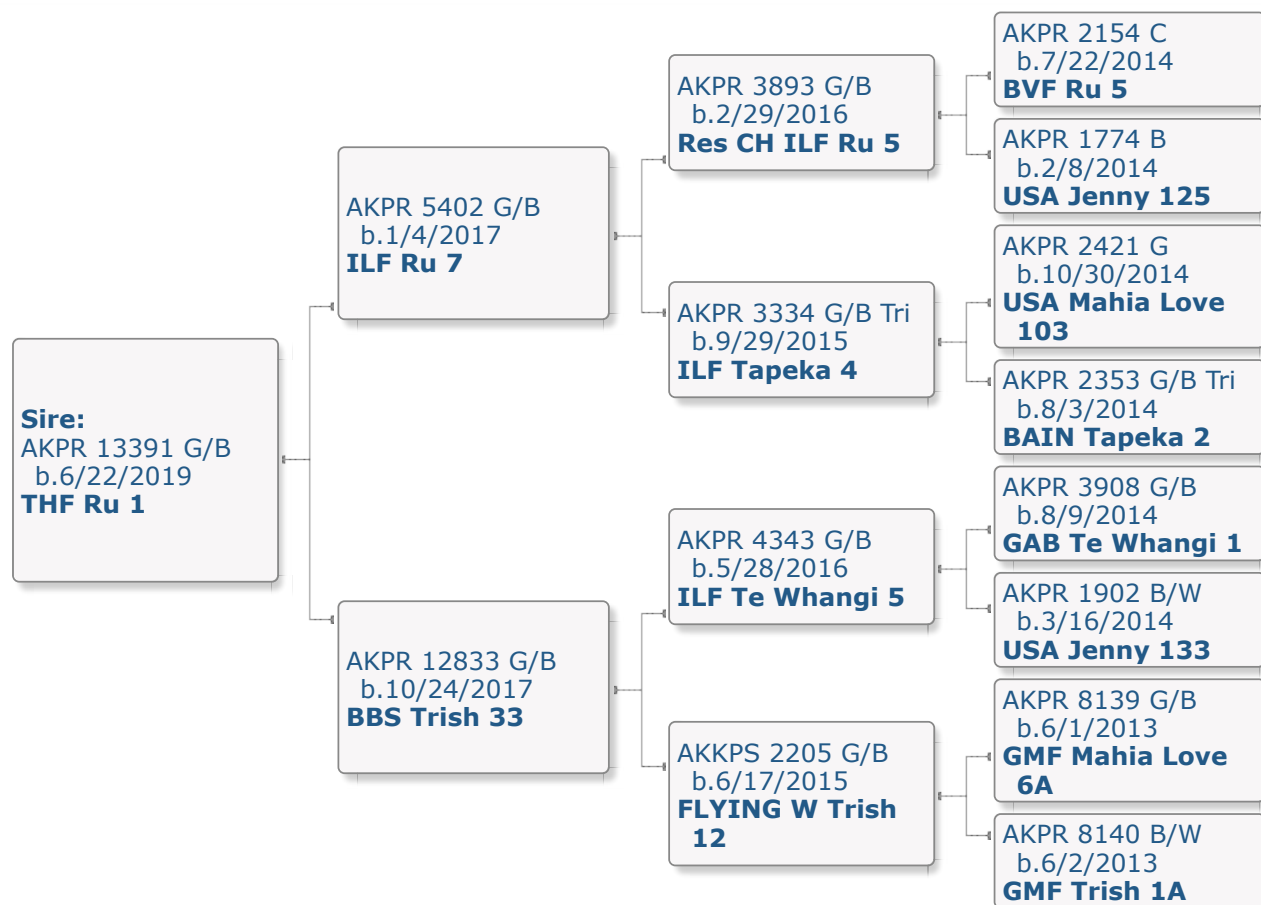 Sire:
AKPR 13391 G/B
b.6/22/2019
THF Ru 1
AKPR 5402 G/B
b.1/4/2017
ILF Ru 7
AKPR 12833 G/B
b.10/24/2017
BBS Trish 33
AKPR 3893 G/B
b.2/29/2016
Res CH ILF Ru 5
AKPR 3334 G/B Tri
b.9/29/2015
ILF Tapeka 4
AKPR 4343 G/B
b.5/28/2016
ILF Te Whangi 5
AKKPS 2205 G/B
b.6/17/2015
FLYING W Trish
12
AKPR 2154 C
b.7/22/2014
BVF Ru 5
AKPR 1774 B
b.2/8/2014
USA Jenny 125
AKPR 2421 G
b.10/30/2014
USA Mahia Love
103
AKPR 2353 G/B Tri
b.8/3/2014
BAIN Tapeka 2
AKPR 3908 G/B
b.8/9/2014
GAB Te Whangi 1
AKPR 1902 B/W
b.3/16/2014
USA Jenny 133
AKPR 8139 G/B
b.6/1/2013
GMF Mahia Love
6A
AKPR 8140 B/W
b.6/2/2013
GMF Trish 1A